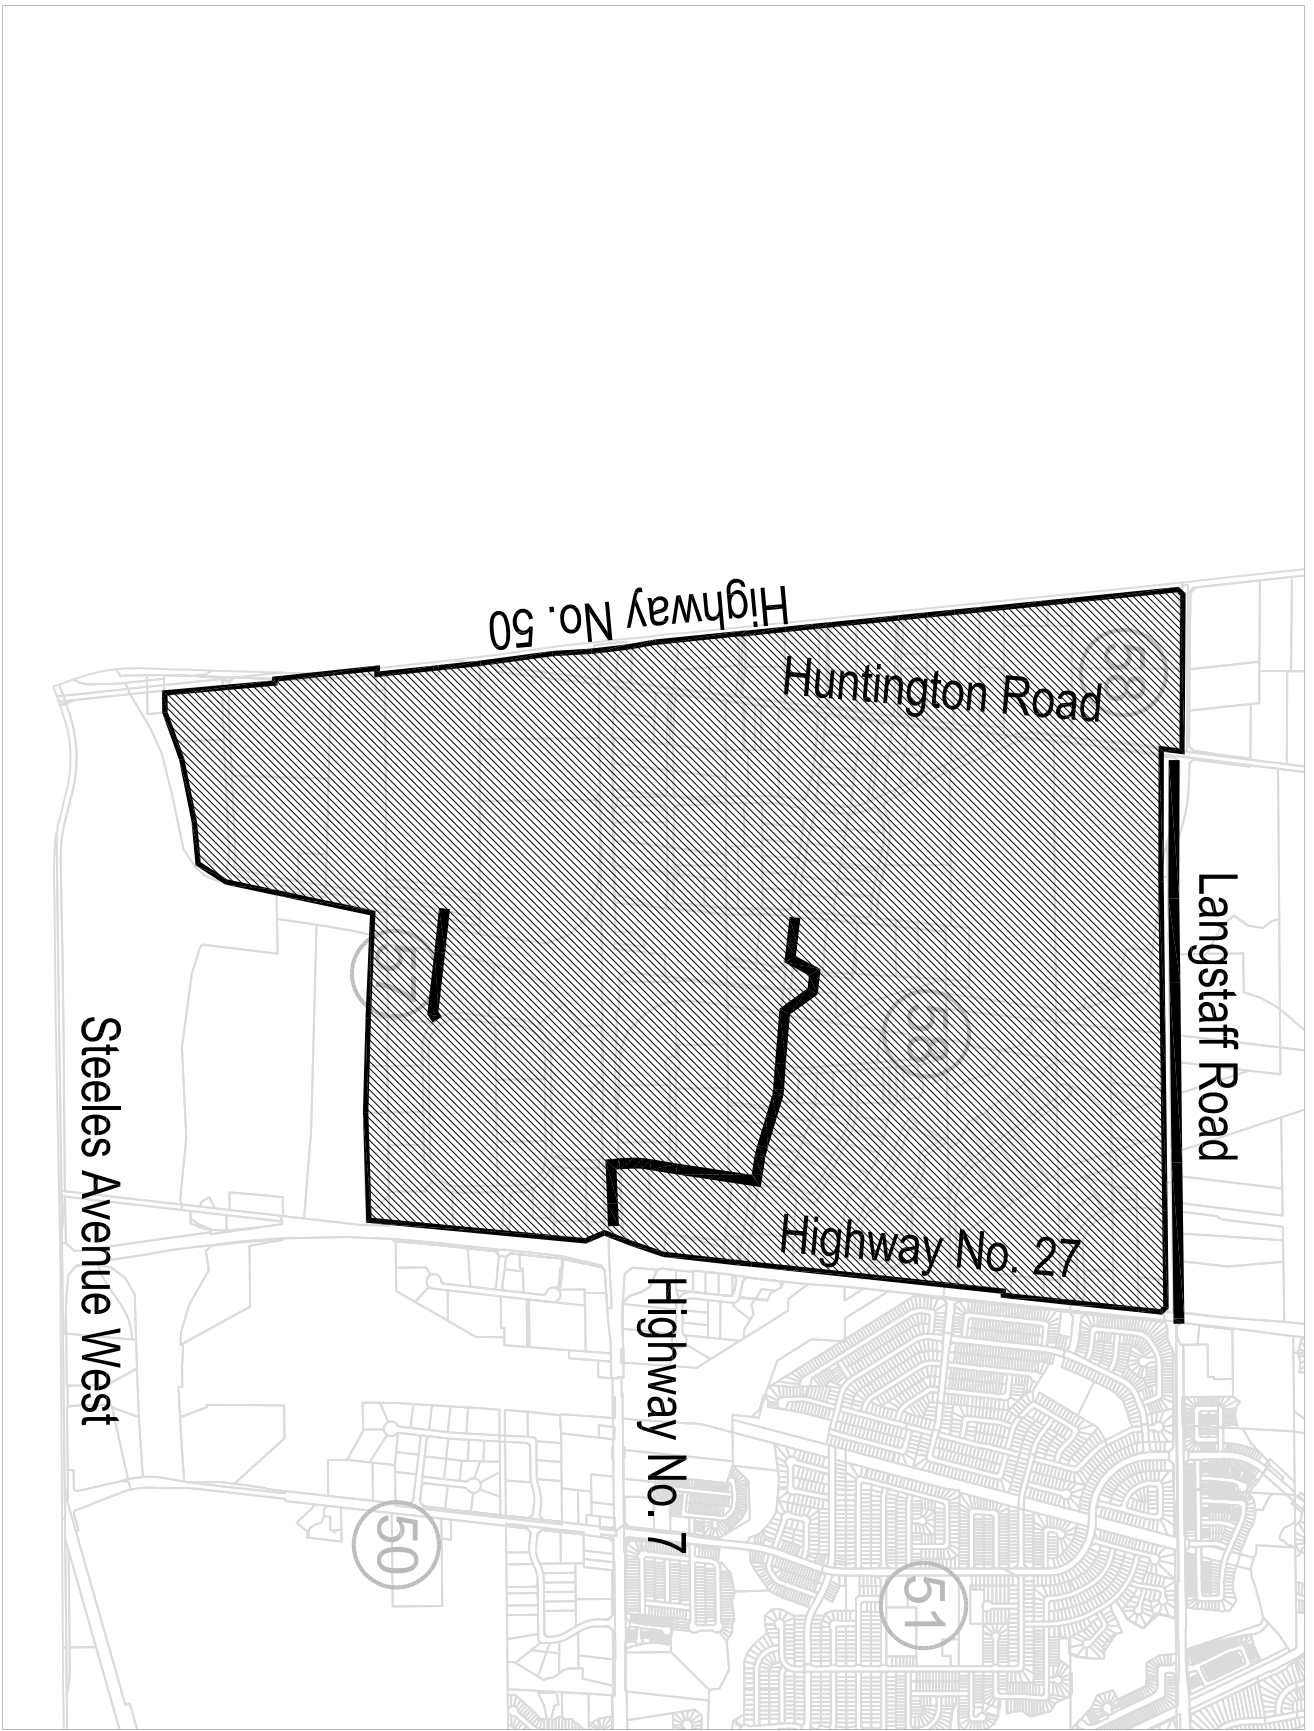 Highway No. 50
Huntington Road
58
Langstaff Road
57
58
Steeles Avenue West
Highway No. 27
Highway No. 7
50
51